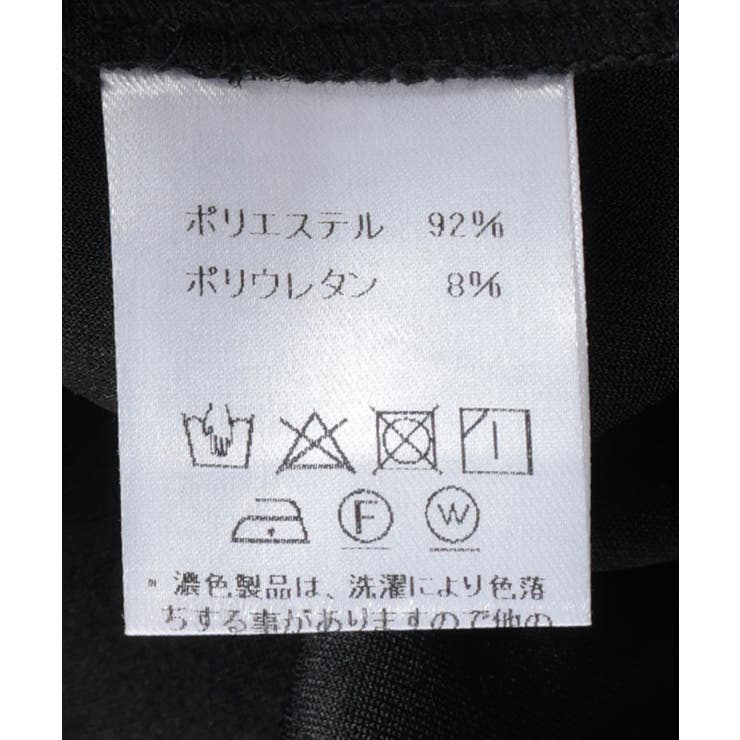 ポリエステル 92%
ポリウレタン 8%
F
W
* 濃色製品は、洗濯により色落
ちする事がありますので他の